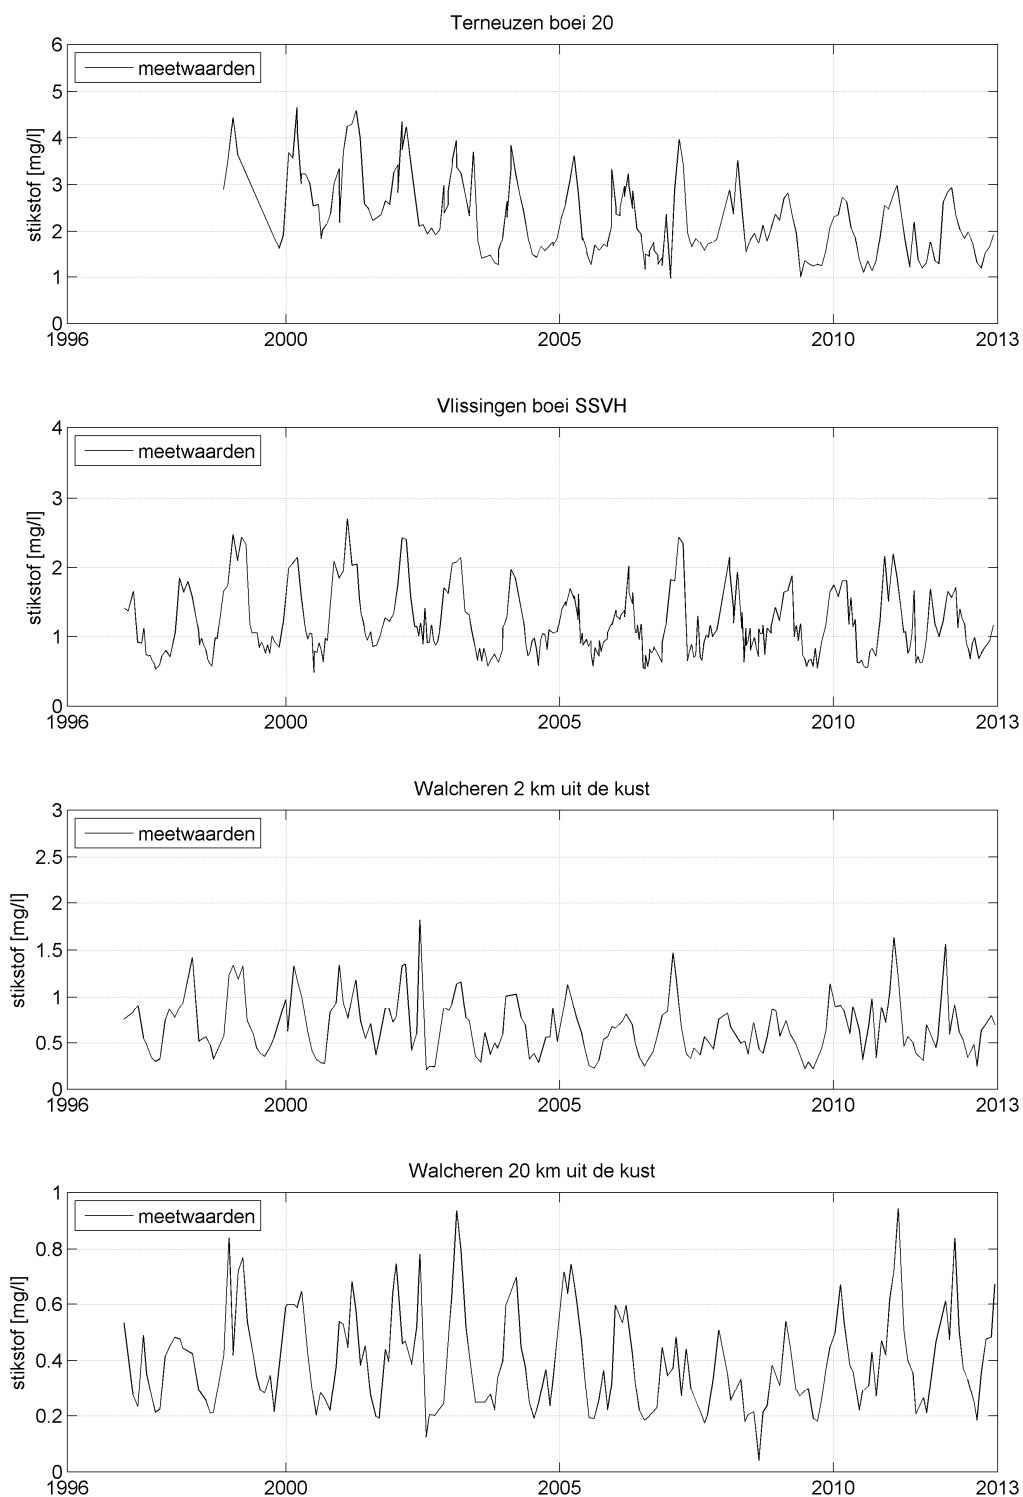 Terneuzen boei 20
6
meetwaarden
5
4
3
2
1
0
stikstof [mg/l]
1996 2000 2005 2010 2013
Vlissingen boei SSVH
4
meetwaarden
3
2
1
0
stikstof [mg/l]
1996 2000 2005 2010 2013
Walcheren 2 km uit de kust
3
meetwaarden
2.5
2
1.5
1
0.5
0
stikstof [mg/l]
1996 2000 2005 2010 2013
Walcheren 20 km uit de kust
1
meetwaarden
0.8
0.6
0.4
0.2
0
stikstof [mg/l]
1996 2000 2005 2010 2013